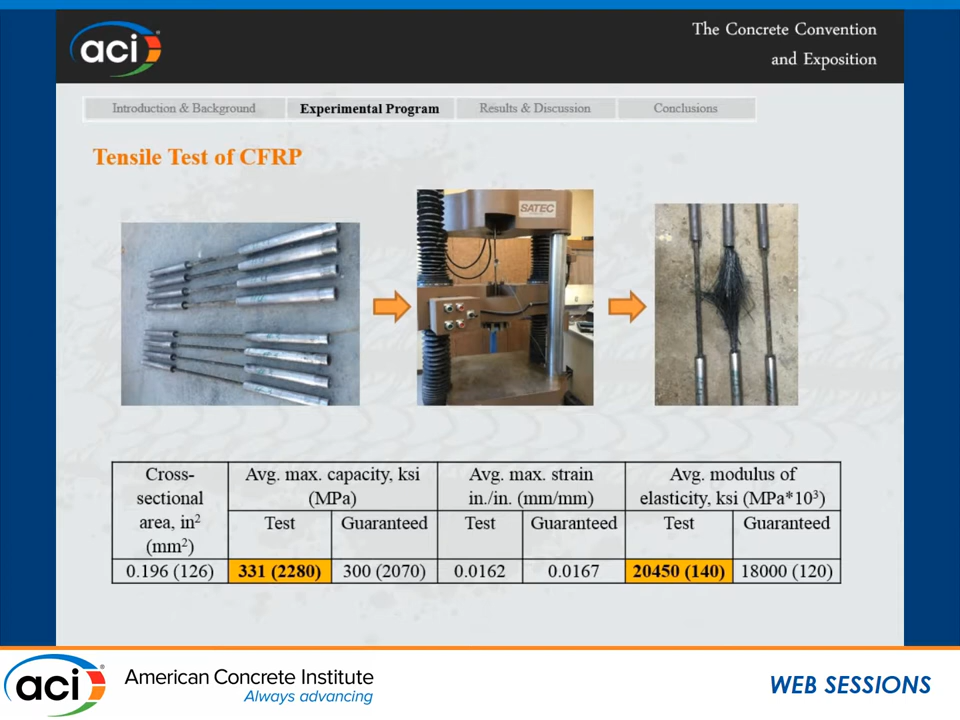 aci
The Concrete Convention
and Exposition
Introduction & Background
Experimental Program
Results & Discussion
Conclusions
Tensile Test of CFRP
SATEC
Cross-
sectional
area, in²
(mm²)
Avg. max. capacity, ksi
(MPa)
Avg. max. strain
in./in. (mm/mm)
Avg. modulus of
elasticity, ksi (MPa*10³)
Test
Guaranteed
Test
Guaranteed
Test
Guaranteed
0.196 (126)
331 (2280)
300 (2070)
0.0162
0.0167
20450 (140)
18000 (120)
aci
American Concrete Institute
Always advancing
WEB SESSIONS